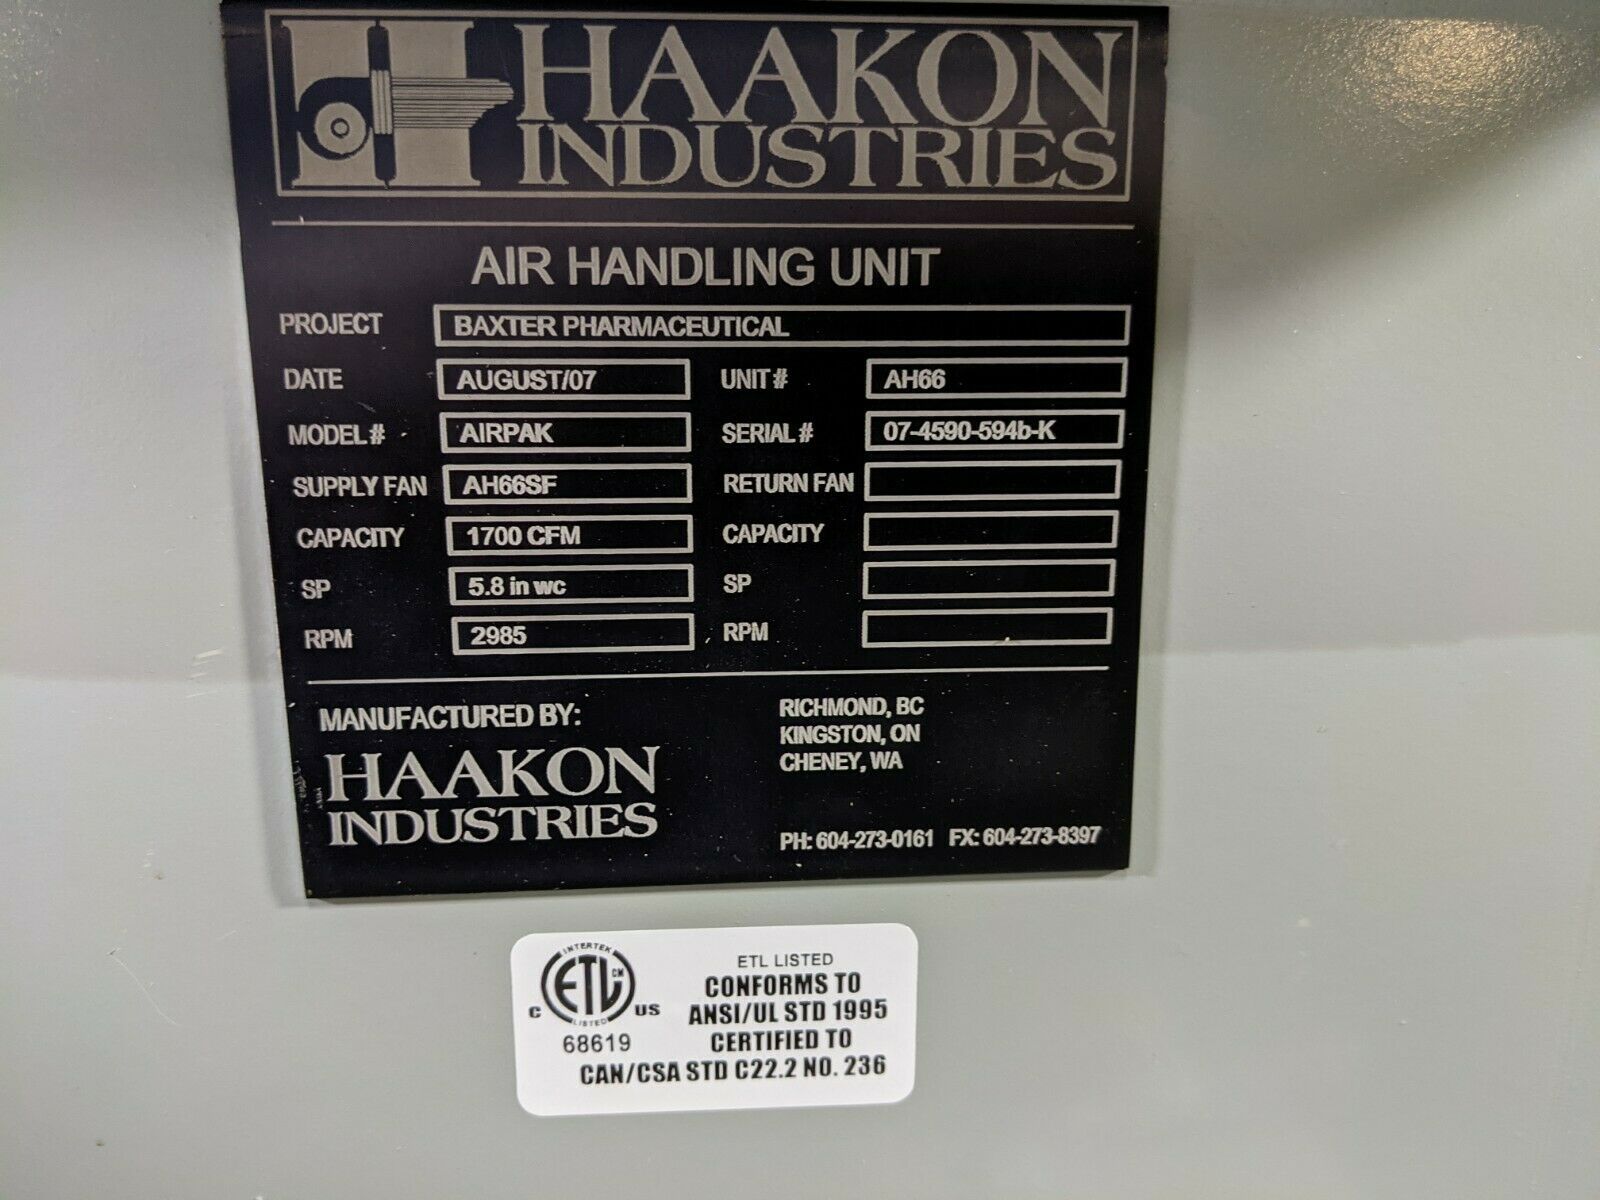 HAAKON
INDUSTRIES
AIR HANDLING UNIT
PROJECT BAXTER PHARMACEUTICAL
DATE AUGUST/07 UNIT# AH66
MODEL# AIRPAK SERIAL# 07-4590-594b-K
SUPPLY FAN AH66SF RETURN FAN
CAPACITY 1700 CFM CAPACITY
SP 5.8 in wc SP
RPM 2985 RPM
MANUFACTURED BY:
HAAKON
INDUSTRIES
RICHMOND, BC
KINGSTON, ON
CHENEY, WA
PH: 604-273-0161 FX: 604-273-8397
INTERTEK
ETL CM
LISTED
C US
68619
ETL LISTED
CONFORMS TO
ANSI/UL STD 1995
CERTIFIED TO
CAN/CSA STD C22.2 NO. 236